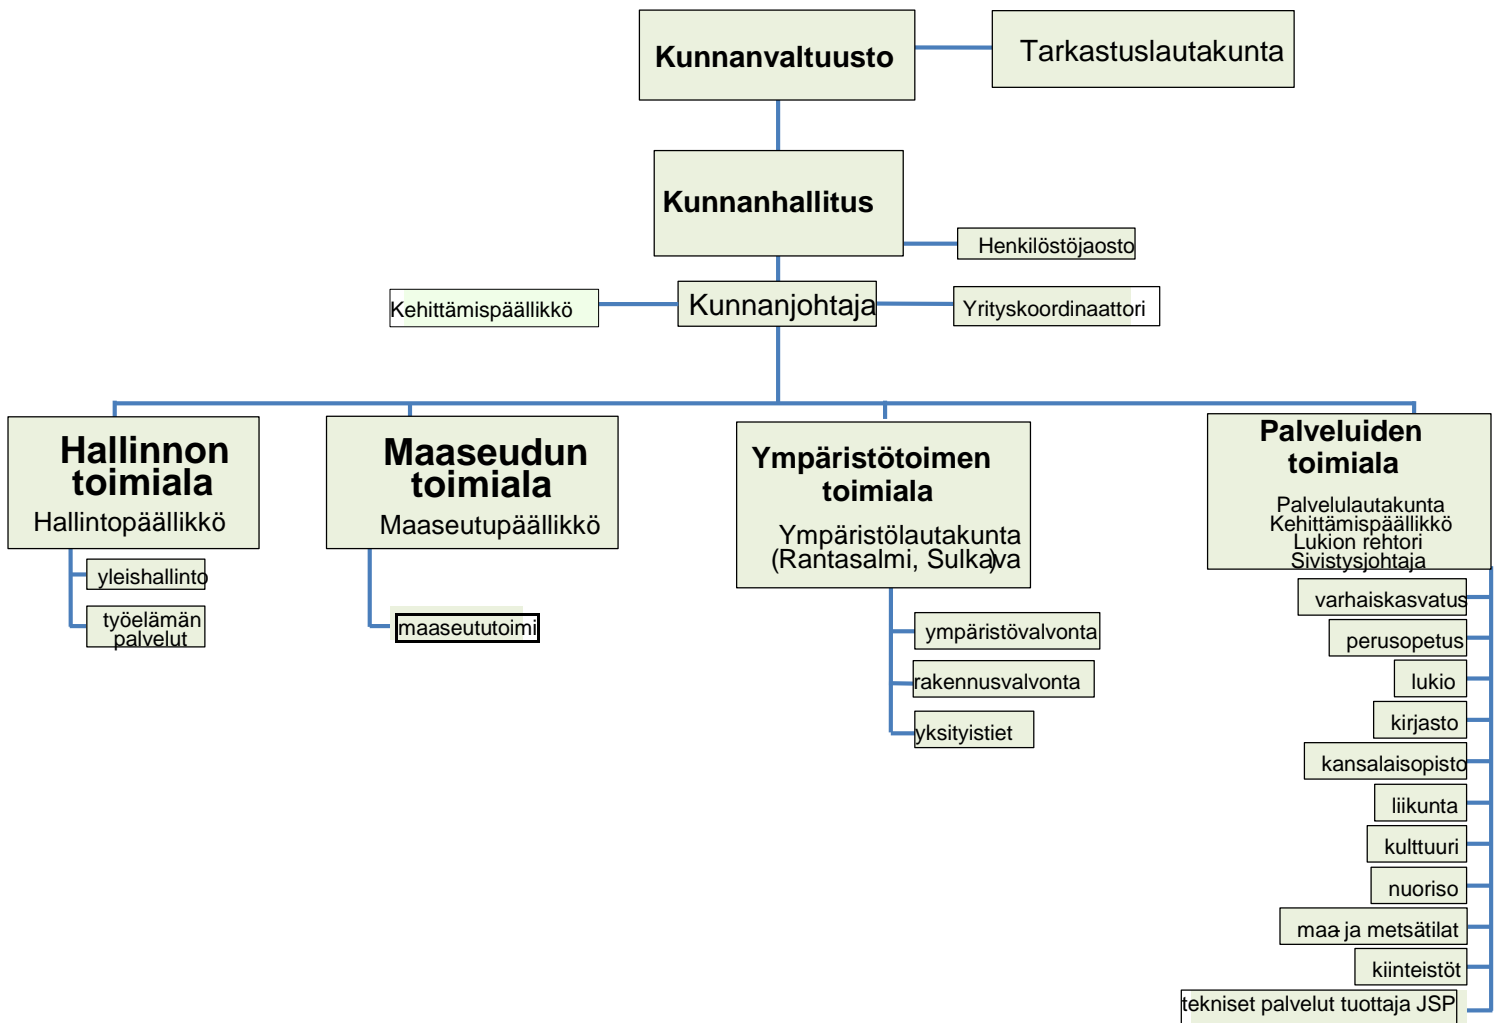 Kunnanvaltuusto
Tarkastuslautakunta
Kunnanhallitus
Henkilöstöjaosto
Kehittämispäällikkö
Kunnanjohtaja
Yrityskoordinaattori
Hallinnon
toimiala
Hallintopäällikkö
yleishallinto
työelämän
palvelut
Maaseudun
toimiala
Maaseutupäällikkö
maaseututoimi
Ympäristötoimen
toimiala
Ympäristölautakunta
(Rantasalmi, Sulkava)
ympäristövalvonta
rakennusvalvonta
yksityistiet
Palveluiden
toimiala
Palvelulautakunta
Kehittämispäällikkö
Lukion rehtori
Sivistysjohtaja
varhaiskasvatus
perusopetus
lukio
kirjasto
kansalaisopisto
liikunta
kulttuuri
nuoriso
maa- ja metsätilat
kiinteistöt
tekniset palvelut tuottaja JSP